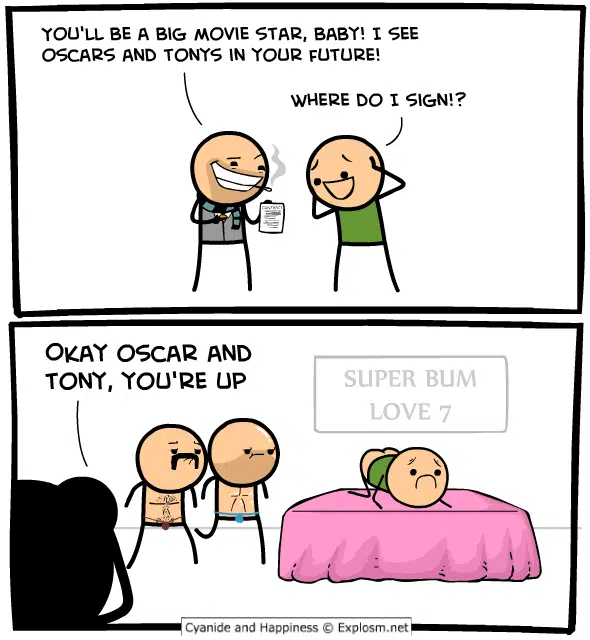 YOU'LL BE A BIG MOVIE STAR, BABY! I SEE
OSCARS AND TONYS IN YOUR FUTURE!
WHERE DO I SIGN!?
CONTRACT
OKAY OSCAR AND
TONY, YOU'RE UP
SUPER BUM
LOVE 7
Cyanide and Happiness © Explosm.net